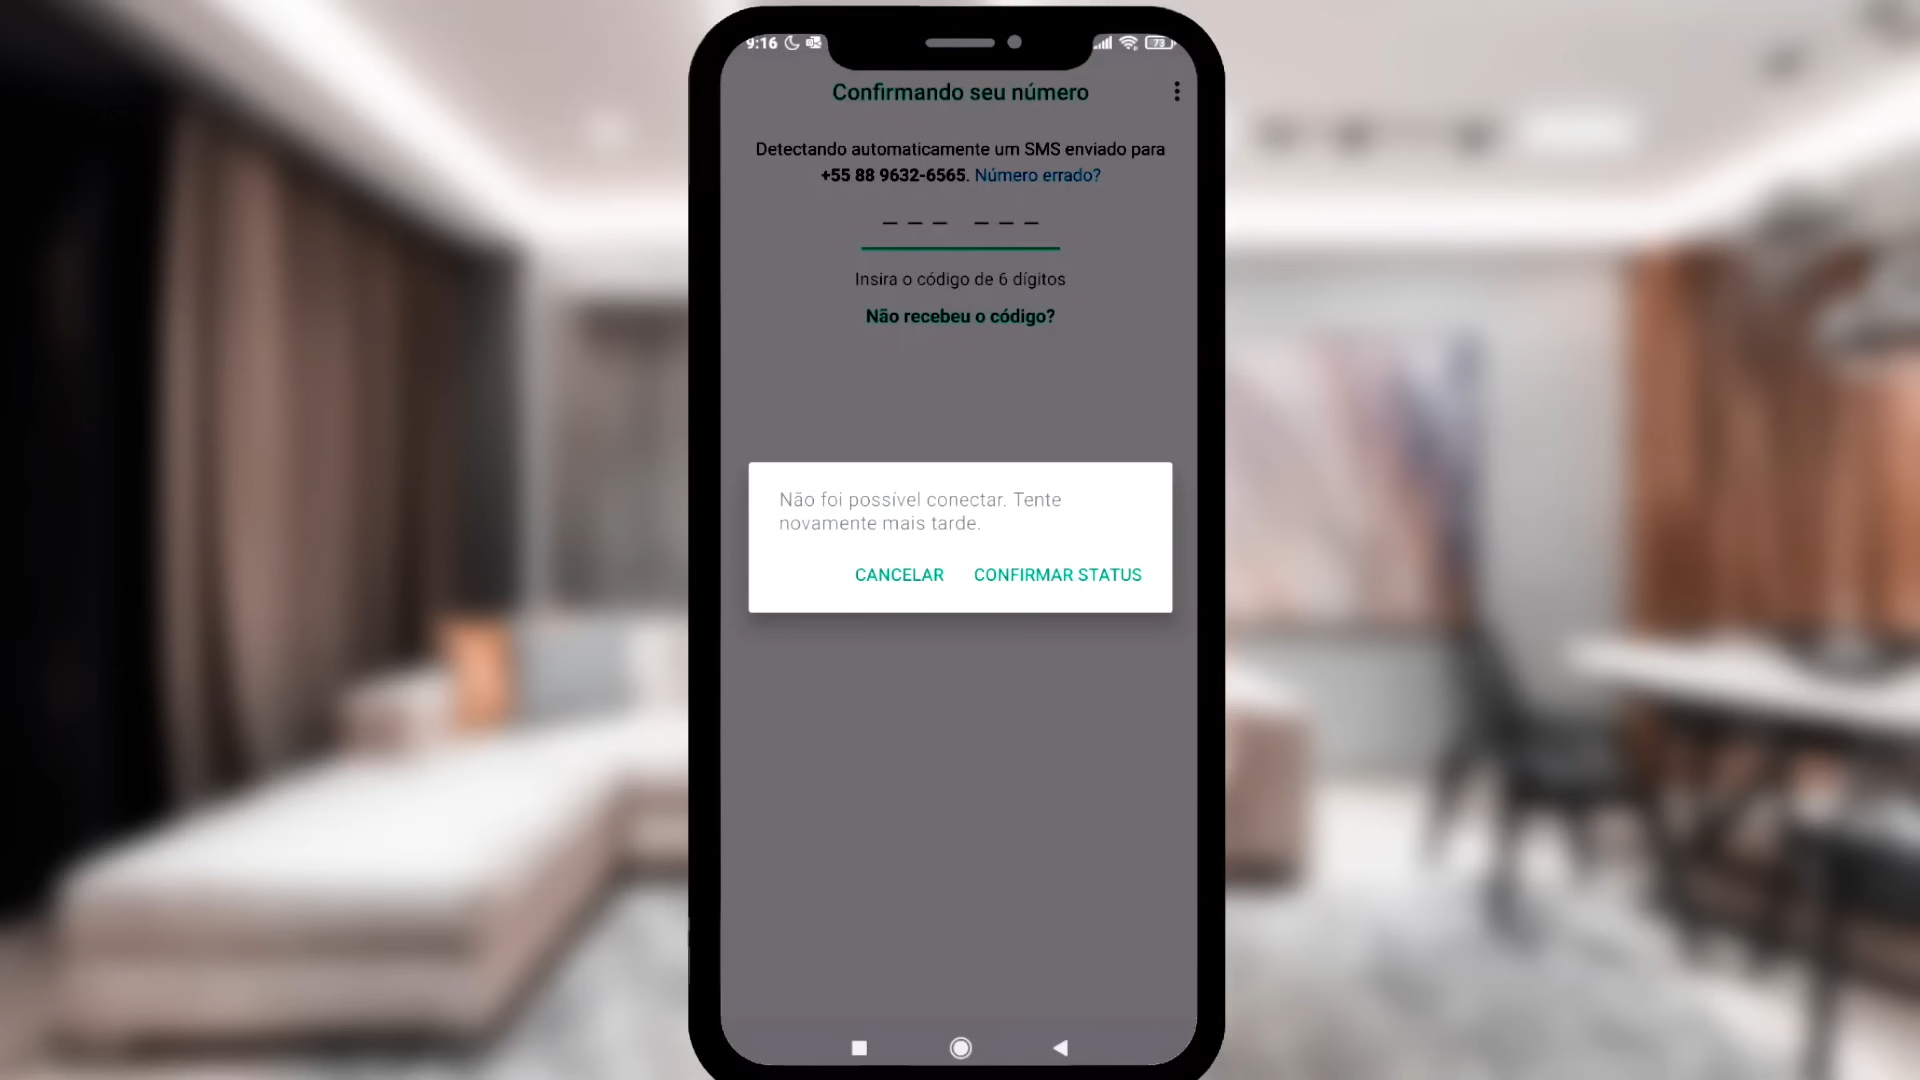 9:16
73
Confirmando seu número
Detectando automaticamente um SMS enviado para
+55 88 9632-6565. Número errado?
Insira o código de 6 dígitos
Não recebeu o código?
Não foi possível conectar. Tente
novamente mais tarde.
CANCELAR CONFIRMAR STATUS